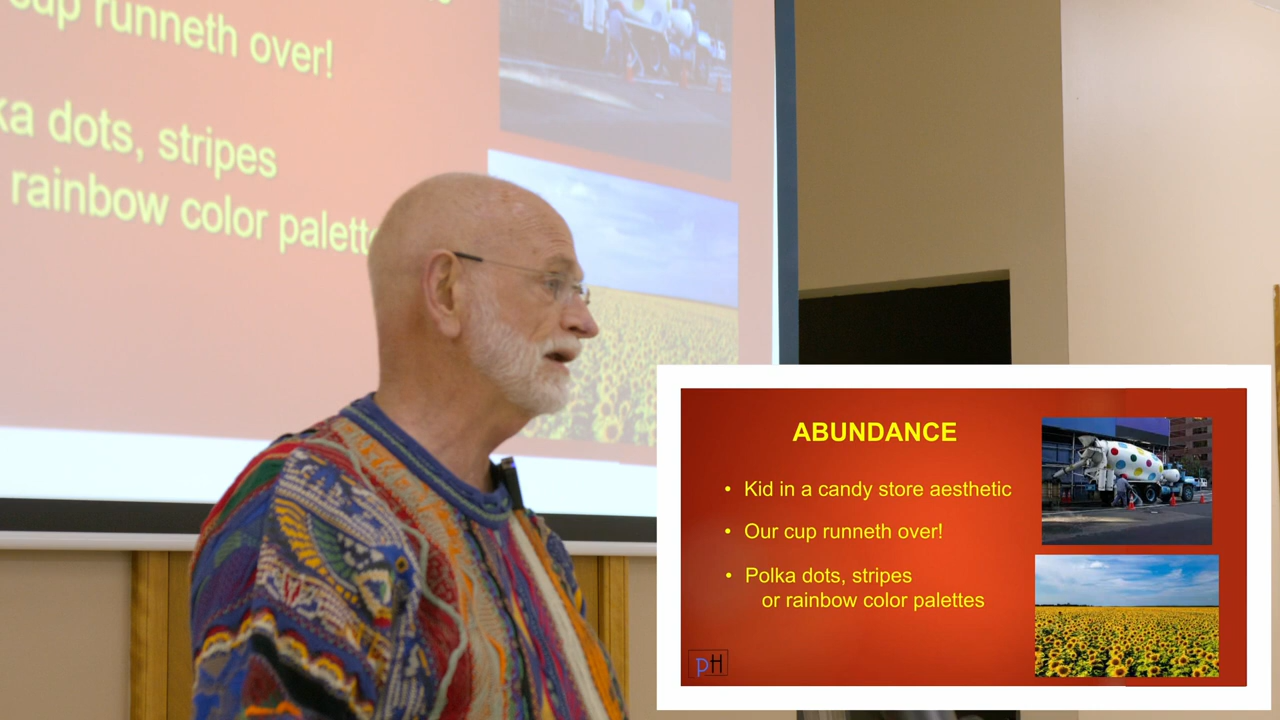 cup runneth over!
ka dots, stripes
rainbow color palett
ABUNDANCE
• Kid in a candy store aesthetic
• Our cup runneth over!
• Polka dots, stripes
or rainbow color palettes
pH